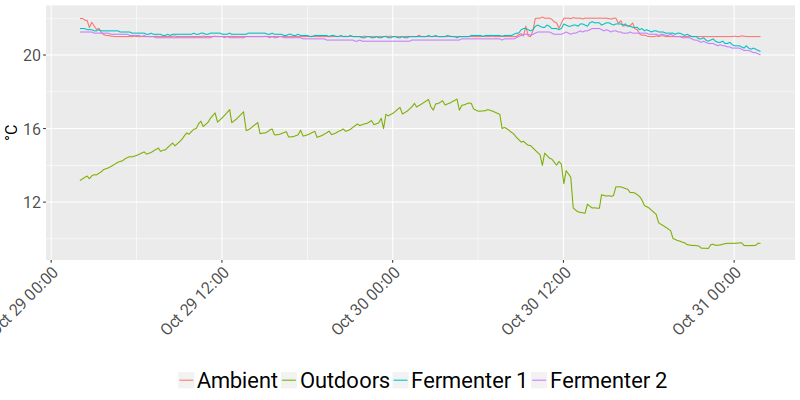 °C
20
16
12
Oct 29 00:00
Oct 29 12:00
Oct 30 00:00
Oct 30 12:00
Oct 31 00:00
Ambient Outdoors Fermenter 1 Fermenter 2